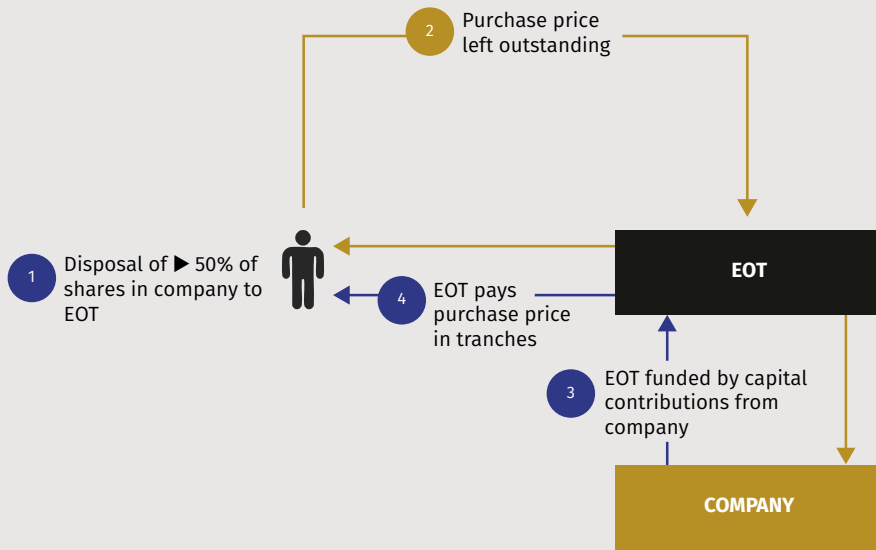 2
Purchase price
left outstanding
1
Disposal of ▶ 50% of
shares in company to
EOT
EOT
4
EOT pays
purchase price
in tranches
3
EOT funded by capital
contributions from
company
COMPANY